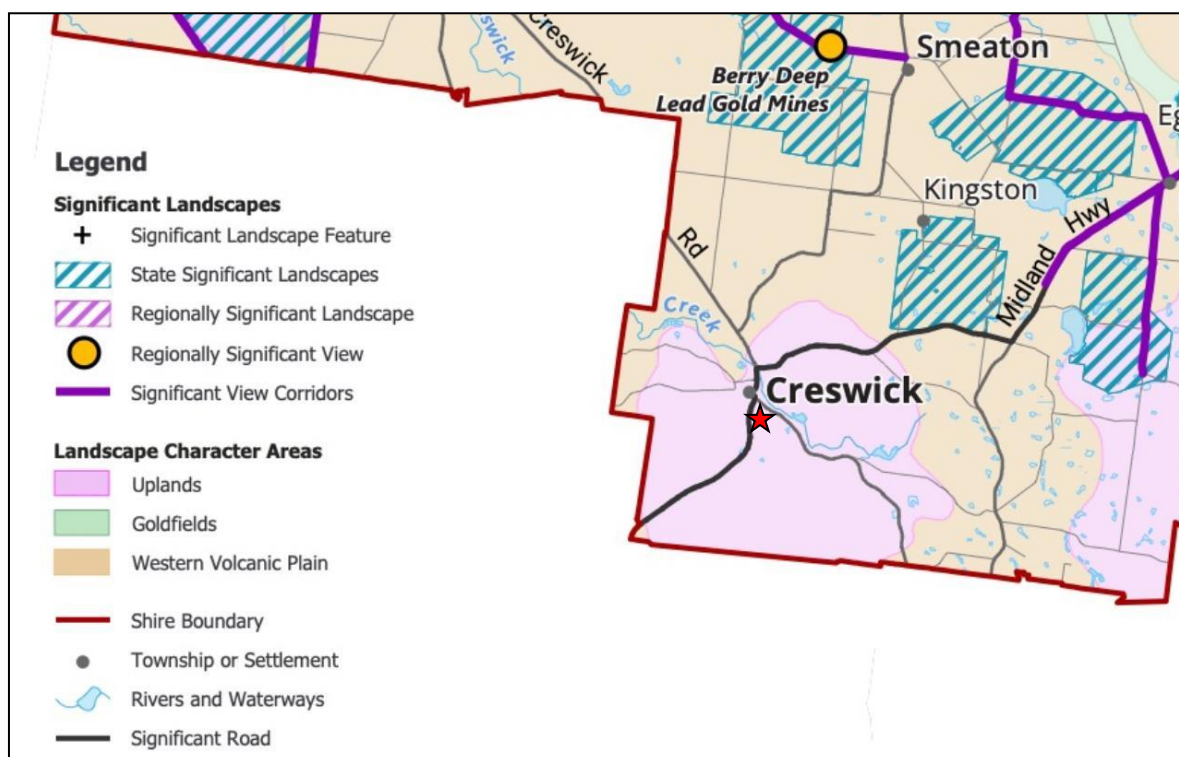 swick
Creswick
Smeaton
Berry Deep
Lead Gold Mines
Eg
Kingston
Hwy
Midland
Rd
Creek
Creswick
Legend
Significant Landscapes
Significant Landscape Feature
State Significant Landscapes
Regionally Significant Landscape
Regionally Significant View
Significant View Corridors
Landscape Character Areas
Uplands
Goldfields
Western Volcanic Plain
Shire Boundary
Township or Settlement
Rivers and Waterways
Significant Road